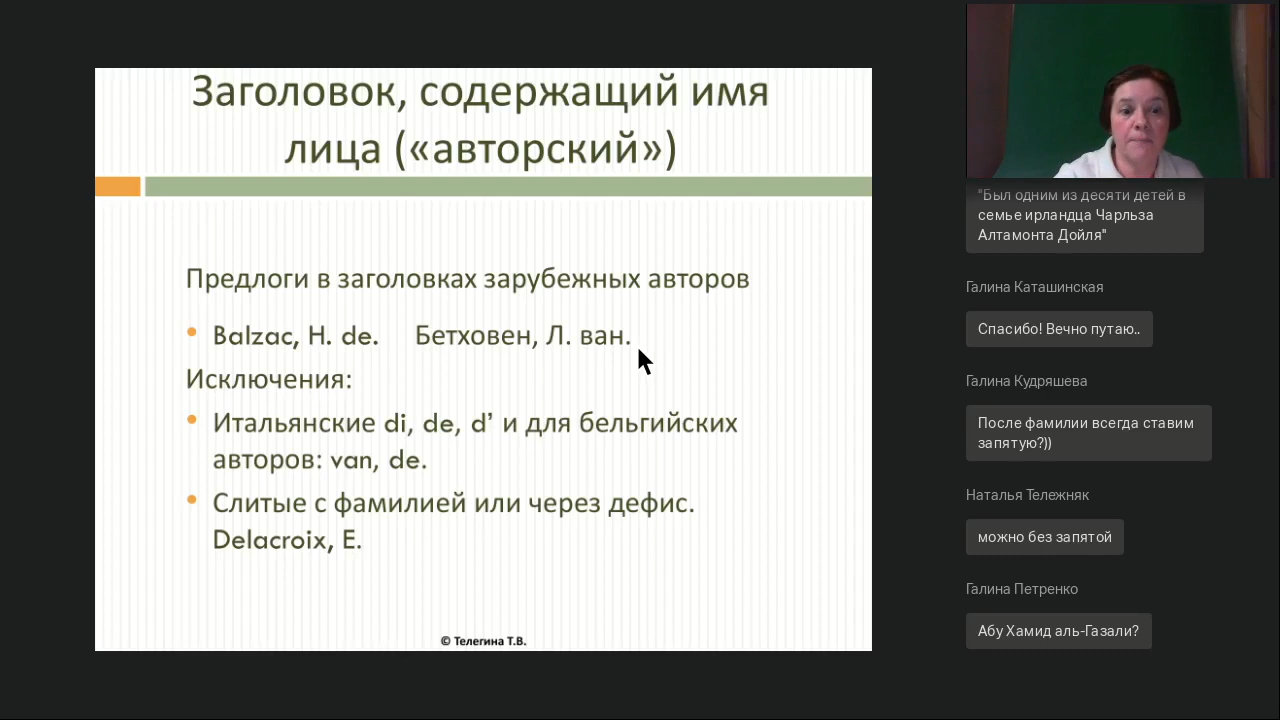 Заголовок, содержащий имя
лица («авторский»)
Предлоги в заголовках зарубежных авторов
Balzac, H. de. Бетховен, Л. ван.
Исключения:
Итальянские di, de, d’ и для бельгийских
авторов: van, de.
Слитые с фамилией или через дефис.
Delacroix, E.
© Телегина Т.В.
"Был одним из десяти детей в
семье ирландца Чарльза
Алтамонта Дойля"
Галина Каташинская
Спасибо! Вечно путаю..
Галина Кудряшева
После фамилии всегда ставим
запятую?))
Наталья Тележняк
можно без запятой
Галина Петренко
Абу Хамид аль-Газали?